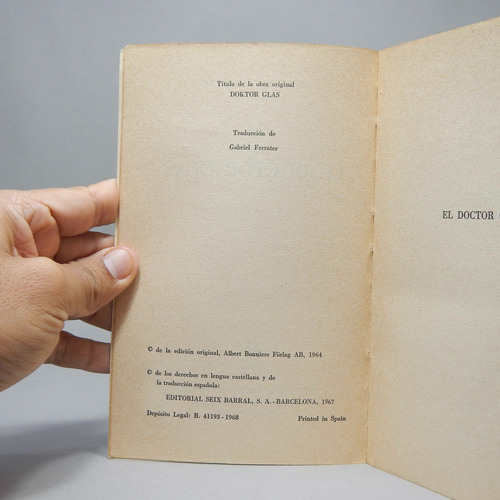 Título de la obra original
DOKTOR GLAS
Traducción de
Gabriel Ferrater
© de la edición original, Albert Bonniers Förlag AB, 1964
© de los derechos en lengua castellana y de
la traducción española:
EDITORIAL SEIX BARRAL, S. A. - BARCELONA, 1967
Depósito Legal: B. 41193 - 1968 Printed in Spain
EL DOCTOR